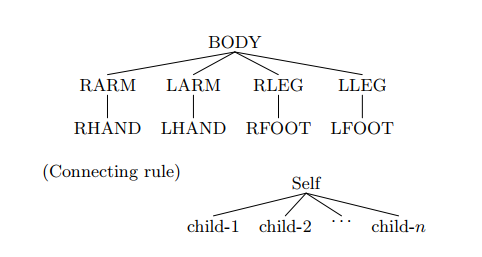 BODY
RARM LARM RLEG LLEG
RHAND LHAND RFOOT LFOOT
(Connecting rule)
Self
child-1 child-2 ... child-n